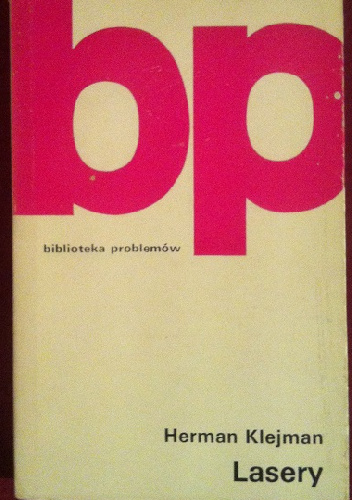 bp
biblioteka problemów
Herman Klejman
Lasery